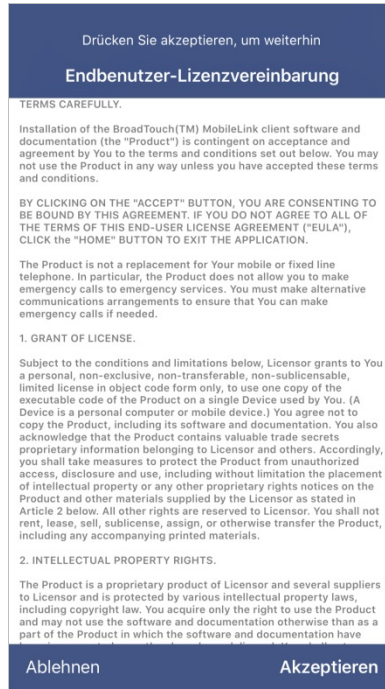 Drücken Sie akzeptieren, um weiterhin
Endbenutzer-Lizenzvereinbarung
TERMS CAREFULLY.
Installation of the BroadTouch(TM) MobileLink client software and
documentation (the "Product") is contingent on acceptance and
agreement by You to the terms and conditions set out below. You may
not use the Product in any way unless you have accepted these terms
and conditions.
BY CLICKING ON THE "ACCEPT" BUTTON, YOU ARE CONSENTING TO
BE BOUND BY THIS AGREEMENT. IF YOU DO NOT AGREE TO ALL OF
THE TERMS OF THIS END-USER LICENSE AGREEMENT ("EULA"),
CLICK the "HOME" BUTTON TO EXIT THE APPLICATION.
The Product is not a replacement for Your mobile or fixed line
telephone. In particular, the Product does not allow you to make
emergency calls to emergency services. You must make alternative
communications arrangements to ensure that You can make
emergency calls if needed.
1. GRANT OF LICENSE.
Subject to the conditions and limitations below, Licensor grants to You
a personal, non-exclusive, non-transferable, non-sublicensable,
limited license in object code form only, to use one copy of the
executable code of the Product on a single Device used by You. (A
Device is a personal computer or mobile device.) You agree not to
copy the Product, including its software and documentation. You also
acknowledge that the Product contains valuable trade secrets
proprietary information belonging to Licensor and others. Accordingly,
you shall take measures to protect the Product from unauthorized
access, disclosure and use, including without limitation the placement
of intellectual property or any other proprietary rights notices on the
Product and other materials supplied by the Licensor as stated in
Article 2 below. All other rights are reserved to Licensor. You shall not
rent, lease, sell, sublicense, assign, or otherwise transfer the Product,
including any accompanying printed materials.
2. INTELLECTUAL PROPERTY RIGHTS.
The Product is a proprietary product of Licensor and several suppliers
to Licensor and is protected by various intellectual property laws,
including copyright law. You acquire only the right to use the Product
and may not use the software and documentation otherwise than as a
part of the Product in which the software and documentation have
Ablehnen
Akzeptieren